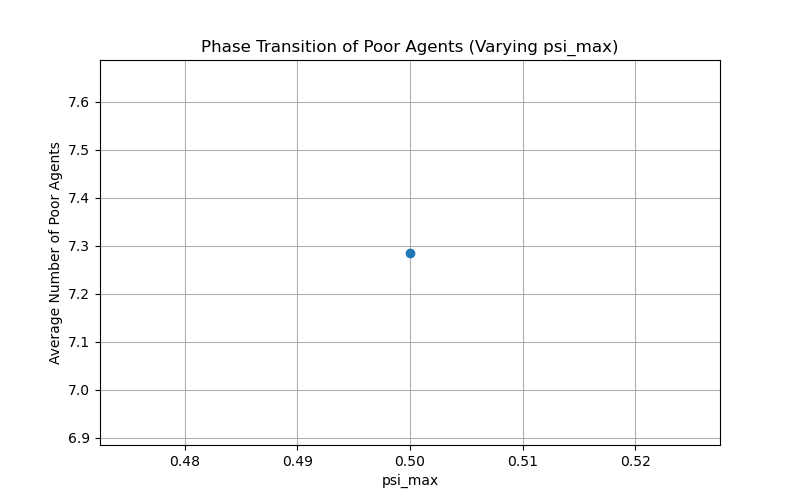 Phase Transition of Poor Agents (Varying psi_max)
Average Number of Poor Agents
7.6
7.5
7.4
7.3
7.2
7.1
7.0
6.9
0.48 0.49 0.50 0.51 0.52
psi_max